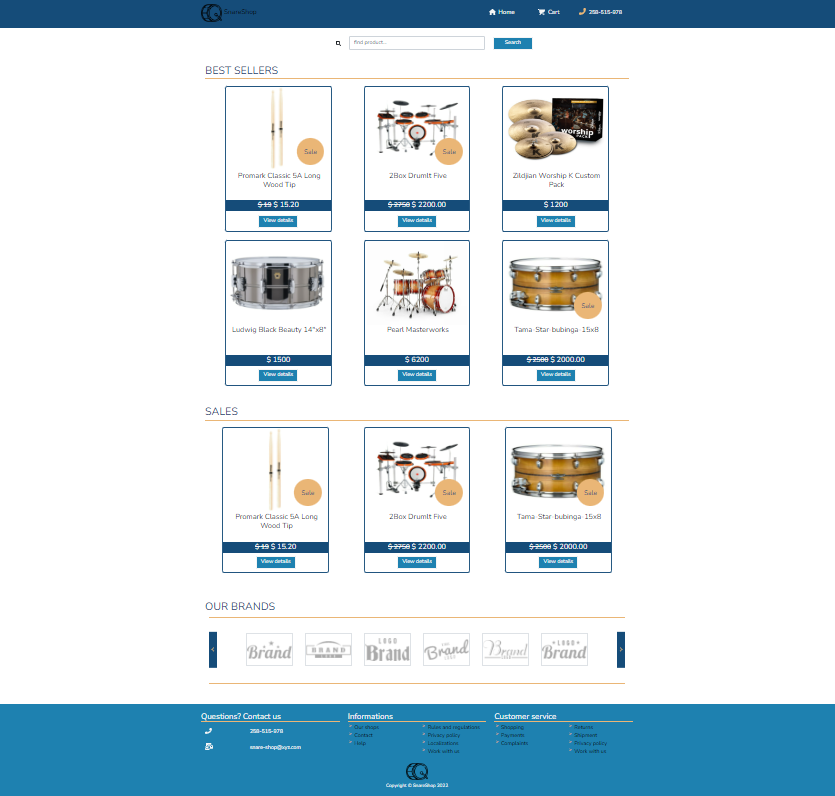 SnareShop
Home
Cart
258-515-978
find product...
Search
BEST SELLERS
Sale
Promark Classic 5A Long
Wood Tip
$ 19 $ 15.20
View details
Sale
2Box DrumIt Five
$ 2750 $ 2200.00
View details
worship
PACKS
Zildjian Worship K Custom
Pack
$ 1200
View details
Ludwig Black Beauty 14"x8"
$ 1500
View details
Pearl Masterworks
$ 6200
View details
Sale
Tama-Star-bubinga-15x8
$ 2500 $ 2000.00
View details
SALES
Sale
Promark Classic 5A Long
Wood Tip
$ 19 $ 15.20
View details
Sale
2Box DrumIt Five
$ 2750 $ 2200.00
View details
Sale
Tama-Star-bubinga-15x8
$ 2500 $ 2000.00
View details
OUR BRANDS
Brand
BRAND
LOGO
Brand
Brand
Brand
LOGO
Brand
Questions? Contact us
258-515-978
snare-shop@xyz.com
Informations
Our shops
Contact
Help
Rules and regulations
Privacy policy
Localizations
Work with us
Customer service
Shopping
Payments
Complaints
Returns
Shipment
Privacy policy
Work with us
Copyright © SnareShop 2022